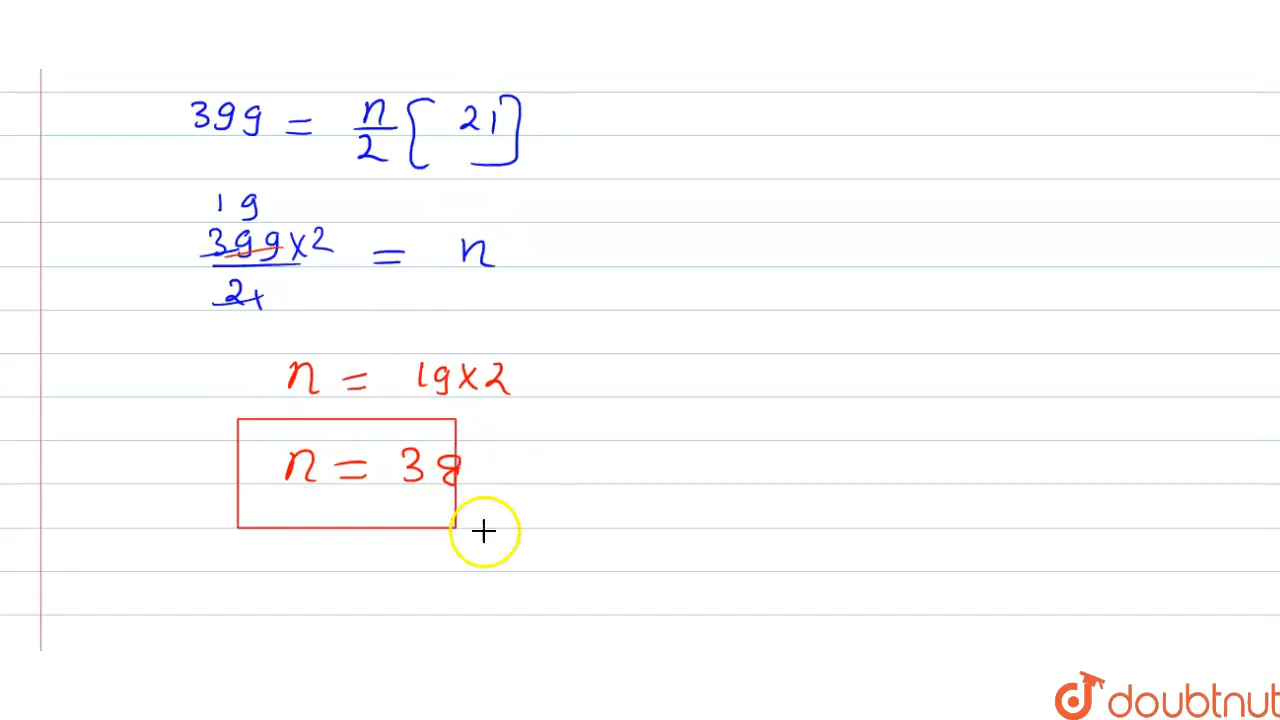 399 = n/2 [ 21 ]
19
399×2 / 21 = n
n = 19×2
n = 38
doubtnut